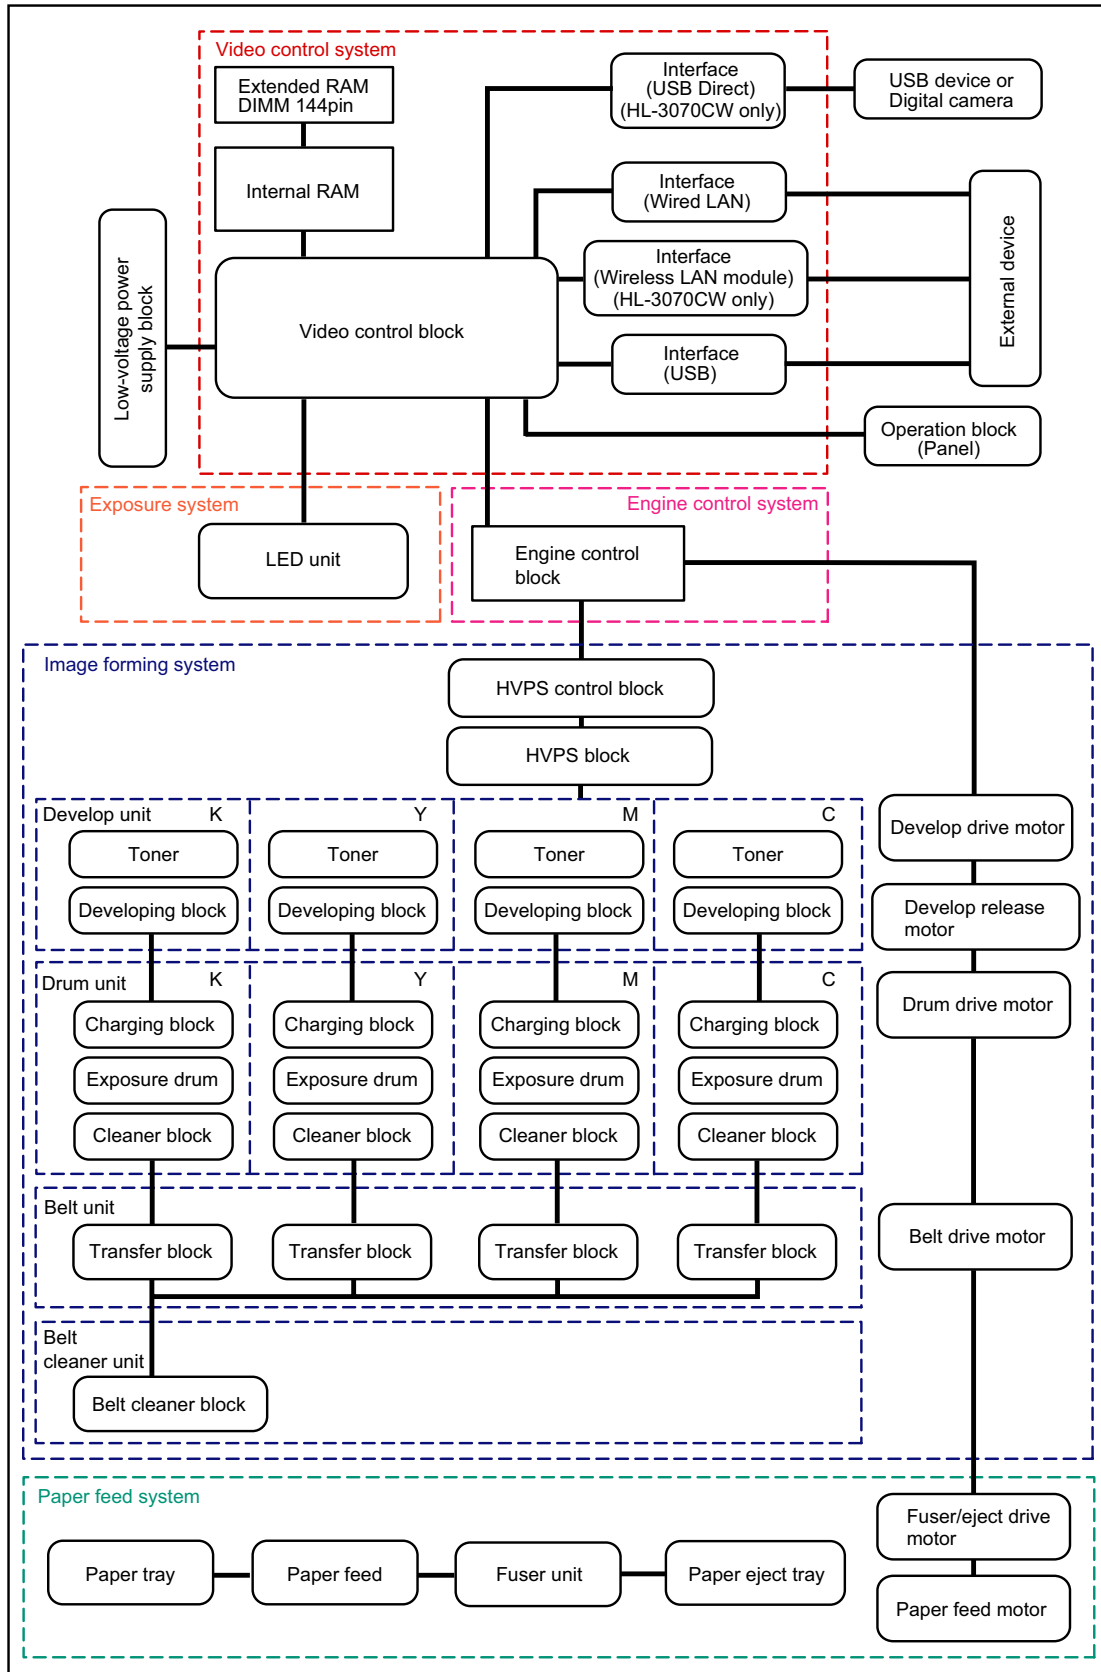 Video control system
Extended RAM
DIMM 144pin
Interface
(USB Direct)
(HL-3070CW only)
USB device or
Digital camera
Internal RAM
Interface
(Wired LAN)
Interface
(Wireless LAN module)
(HL-3070CW only)
External device
Low-voltage power
supply block
Video control block
Interface
(USB)
Operation block
(Panel)
Exposure system
LED unit
Engine control system
Engine control
block
Image forming system
HVPS control block
HVPS block
Develop unit K Y M C
Toner Toner Toner Toner
Developing block Developing block Developing block Developing block
Develop drive motor
Develop release
motor
Drum unit K Y M C
Charging block Charging block Charging block Charging block
Drum drive motor
Exposure drum Exposure drum Exposure drum Exposure drum
Cleaner block Cleaner block Cleaner block Cleaner block
Belt unit
Transfer block Transfer block Transfer block Transfer block
Belt drive motor
Belt
cleaner unit
Belt cleaner block
Paper feed system
Fuser/eject drive
motor
Paper tray Paper feed Fuser unit Paper eject tray
Paper feed motor